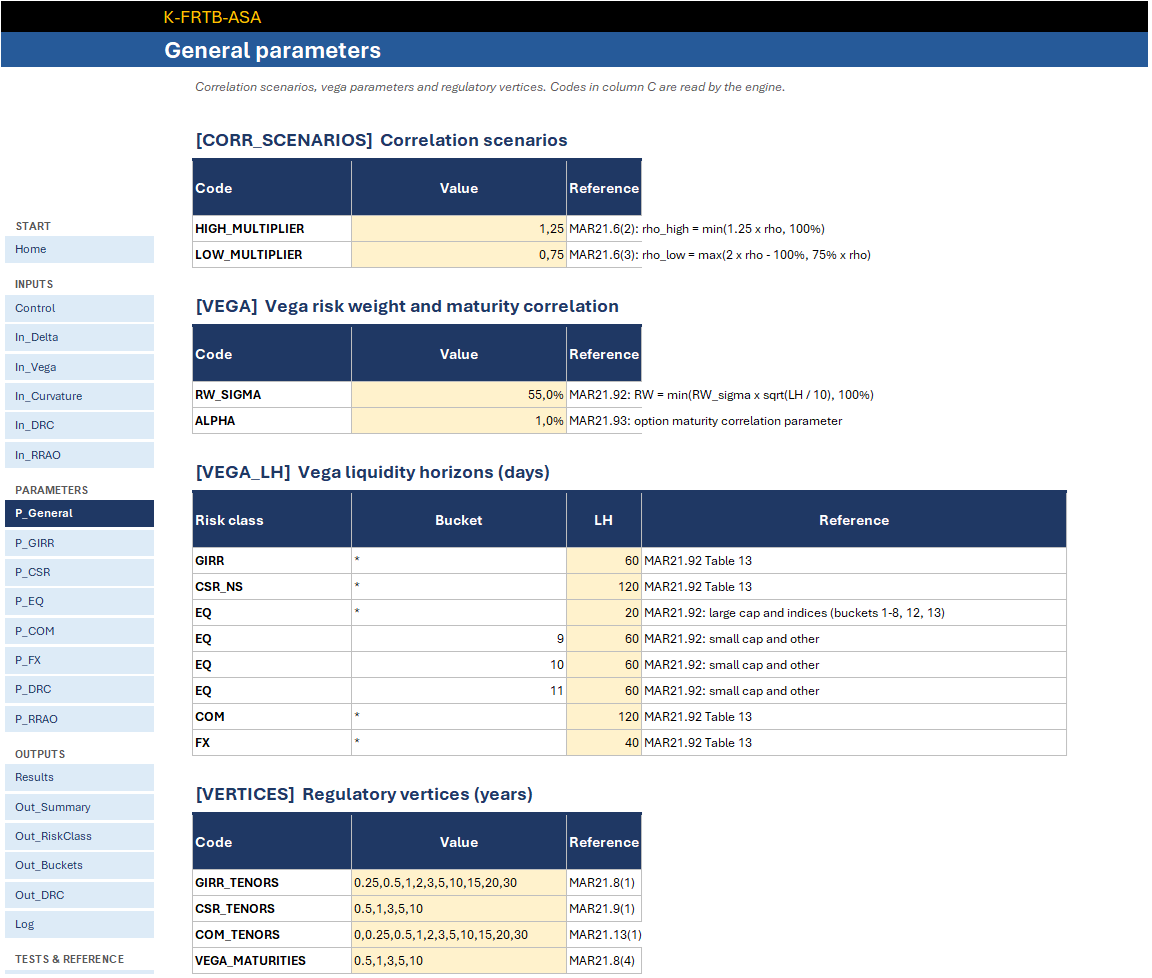 K-FRTB-ASA
General parameters
Correlation scenarios, vega parameters and regulatory vertices. Codes in column C are read by the engine.
START
Home
INPUTS
Control
In_Delta
In_Vega
In_Curvature
In_DRC
In_RRAO
PARAMETERS
P_General
P_GIRR
P_CSR
P_EQ
P_COM
P_FX
P_DRC
P_RRAO
OUTPUTS
Results
Out_Summary
Out_RiskClass
Out_Buckets
Out_DRC
Log
TESTS & REFERENCE
[CORR_SCENARIOS] Correlation scenarios
Code Value Reference
HIGH_MULTIPLIER 1,25 MAR21.6(2): rho_high = min(1.25 x rho, 100%)
LOW_MULTIPLIER 0,75 MAR21.6(3): rho_low = max(2 x rho - 100%, 75% x rho)
[VEGA] Vega risk weight and maturity correlation
Code Value Reference
RW_SIGMA 55,0% MAR21.92: RW = min(RW_sigma x sqrt(LH / 10), 100%)
ALPHA 1,0% MAR21.93: option maturity correlation parameter
[VEGA_LH] Vega liquidity horizons (days)
Risk class Bucket LH Reference
GIRR * 60 MAR21.92 Table 13
CSR_NS * 120 MAR21.92 Table 13
EQ * 20 MAR21.92: large cap and indices (buckets 1-8, 12, 13)
EQ 9 60 MAR21.92: small cap and other
EQ 10 60 MAR21.92: small cap and other
EQ 11 60 MAR21.92: small cap and other
COM * 120 MAR21.92 Table 13
FX * 40 MAR21.92 Table 13
[VERTICES] Regulatory vertices (years)
Code Value Reference
GIRR_TENORS 0.25,0.5,1,2,3,5,10,15,20,30 MAR21.8(1)
CSR_TENORS 0.5,1,3,5,10 MAR21.9(1)
COM_TENORS 0,0.25,0.5,1,2,3,5,10,15,20,30 MAR21.13(1)
VEGA_MATURITIES 0.5,1,3,5,10 MAR21.8(4)